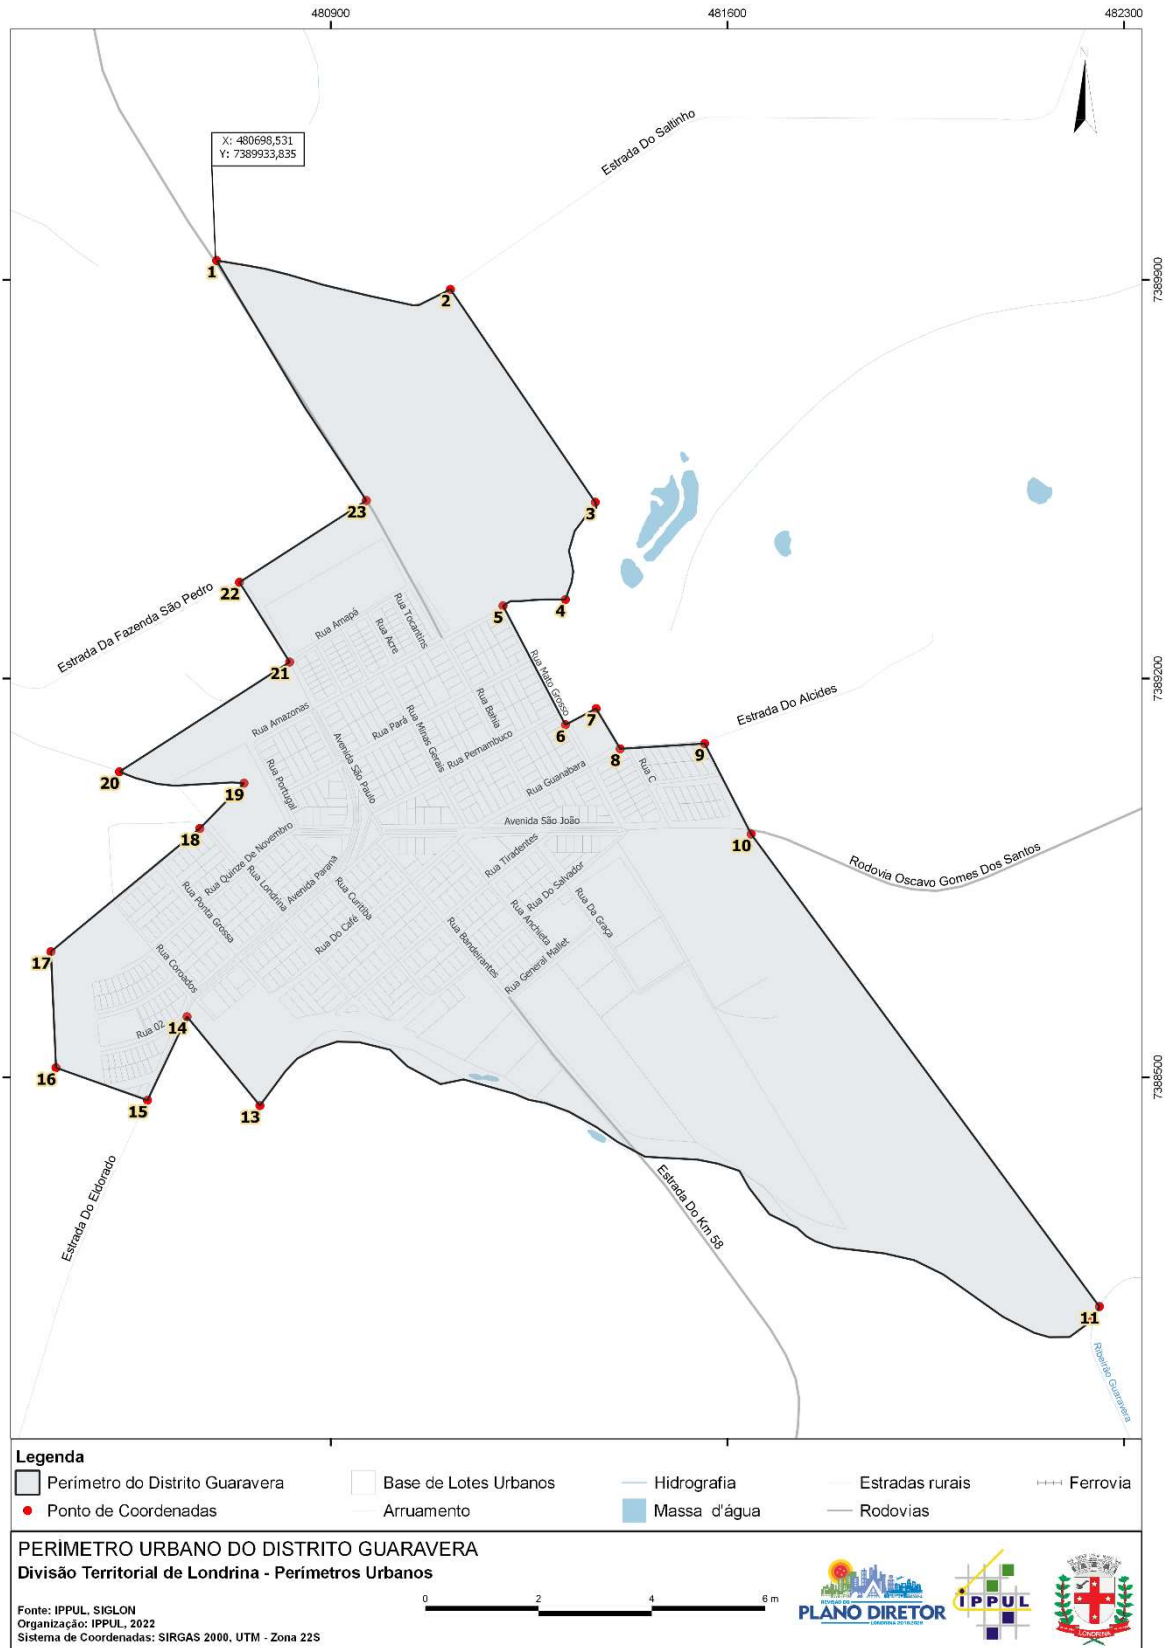 480900
481600
482300
N
X: 480698,531
Y: 7389933,835
Estrada Do Saltinho
1
2
7389900
3
23
22
4
5
Estrada Da Fazenda São Pedro
Rua Amapá
Rua Acre
Rua Tocantins
21
Rua Mato Grosso
7389200
Rua Amazonas
Rua Pará
Rua Minas Gerais
Rua Bahia
Rua Pernambuco
6
7
Estrada Do Alcides
8
9
20
19
Rua Portugal
Avenida São Paulo
Rua Guanabara
Rua C
18
Avenida São João
10
Rua Quinze De Novembro
Rua Londrina
Avenida Parana
Rua Tiradentes
Rodovia Oscavo Gomes Dos Santos
Rua Ponta Grossa
Rua Curitiba
Rua Do Café
Rua Do Salvador
Rua Da Graça
Rua Anchieta
Rua Bandeirantes
Rua General Mallet
17
Rua Coroados
Rua 02
14
16
15
13
7388500
Estrada Do Eldorado
Estrada Do Km 58
11
Ribeirão Guaravera
Legenda
Perímetro do Distrito Guaravera
Base de Lotes Urbanos
Hidrografia
Estradas rurais
Ferrovia
Ponto de Coordenadas
Arruamento
Massa d'água
Rodovias
PERÍMETRO URBANO DO DISTRITO GUARAVERA
Divisão Territorial de Londrina - Perímetros Urbanos
0 2 4 6 m
Fonte: IPPUL, SIGLON
Organização: IPPUL, 2022
Sistema de Coordenadas: SIRGAS 2000, UTM - Zona 22S
REVISÃO DO
PLANO DIRETOR
LONDRINA 2018|2028
IPPUL
LONDRINA